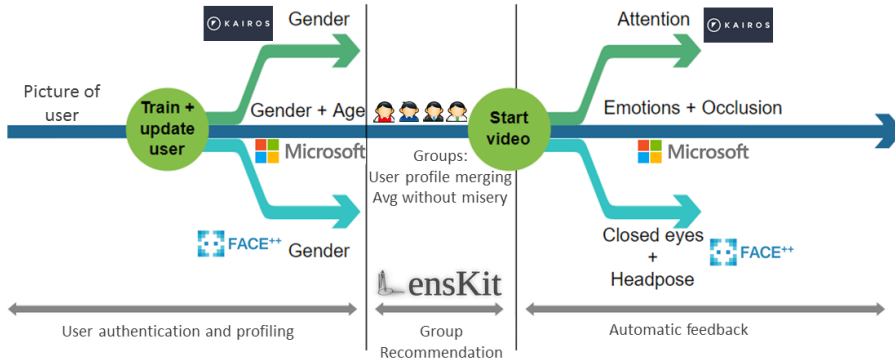 KAIROS
Gender
Picture of
user
Train +
update
user
Gender + Age
Microsoft
FACE++
Gender
User authentication and profiling
Groups:
User profile merging
Avg without misery
LensKit
Group
Recommendation
Start
video
Attention
KAIROS
Emotions + Occlusion
Microsoft
Closed eyes
+
Headpose
FACE++
Automatic feedback